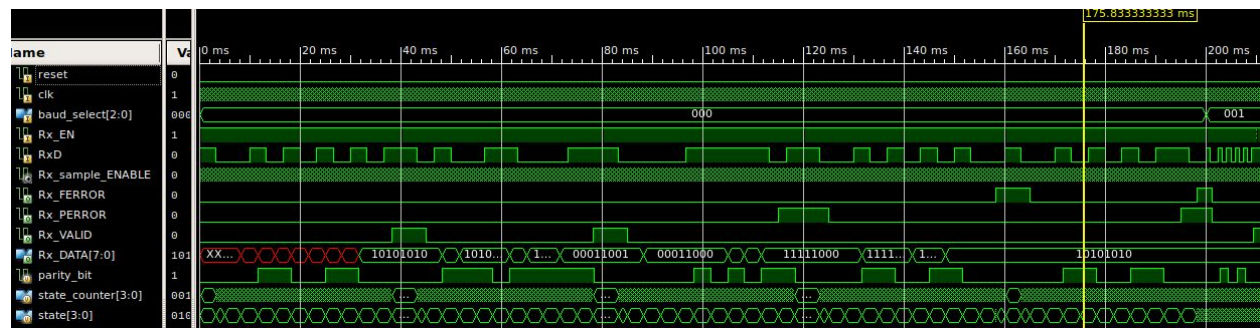 175.833333333 ms
ame Va 0 ms 20 ms 40 ms 60 ms 80 ms 100 ms 120 ms 140 ms 160 ms 180 ms 200 ms
reset 0
clk 1
baud_select[2:0] 000 000 001
Rx_EN 1
RxD 0
Rx_sample_ENABLE 0
Rx_FERROR 0
Rx_PERROR 0
Rx_VALID 0
Rx_DATA[7:0] 101 XX... 10101010 1010... 1... 00011001 00011000 11111000 1111... 1... 10101010
parity_bit 1
state_counter[3:0] 001 ... ... ...
state[3:0] 010 ... ... ...